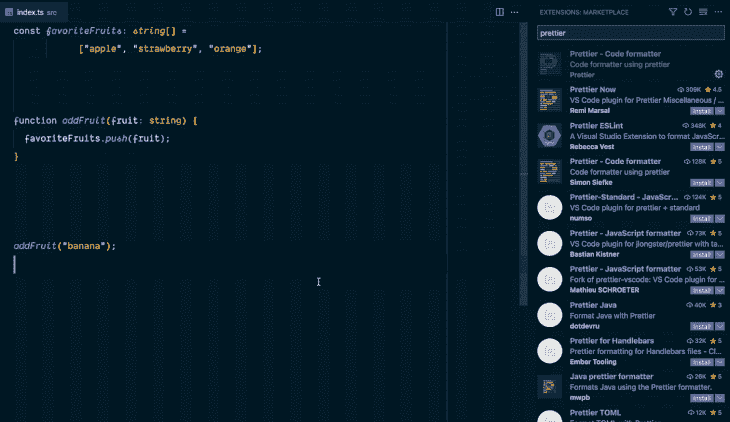 index.ts src
const favoriteFruits: string[] =
["apple", "strawberry", "orange"];
function addFruit(fruit: string) {
favoriteFruits.push(fruit);
}
addFruit("banana");
EXTENSIONS: MARKETPLACE
prettier
Prettier - Code formatter
Code formatter using prettier
Prettier
Prettier Now 309K 4.5
VS Code plugin for Prettier Miscellaneous / ...
Remi Marsal Install
Prettier ESLint 348K 4
A Visual Studio Extension to format JavaScr...
Rebecca Vest Install
Prettier - Code formatter 128K 5
Code formatter using prettier
Simon Siefke Install
Prettier-Standard - JavaScr... 124K 5
VS Code plugin for prettier + standard
numso Install
Prettier - JavaScript formatter 73K 5
VS Code plugin for jlongster/prettier with ta...
Bastian Kistner Install
Prettier - JavaScript formatter 53K 5
Fork of prettier-vscode: VS Code plugin for ...
Mathieu SCHROETER Install
Prettier Java 40K 3
Format Java with Prettier
dotdevru Install
Prettier for Handlebars 32K 5
Prettier formatting for Handlebars files - Cl...
Ember Tooling Install
Java prettier formatter 26K 5
Formats Java using the Prettier formatter.
mwpb Install
Prettier TOML 12K 5